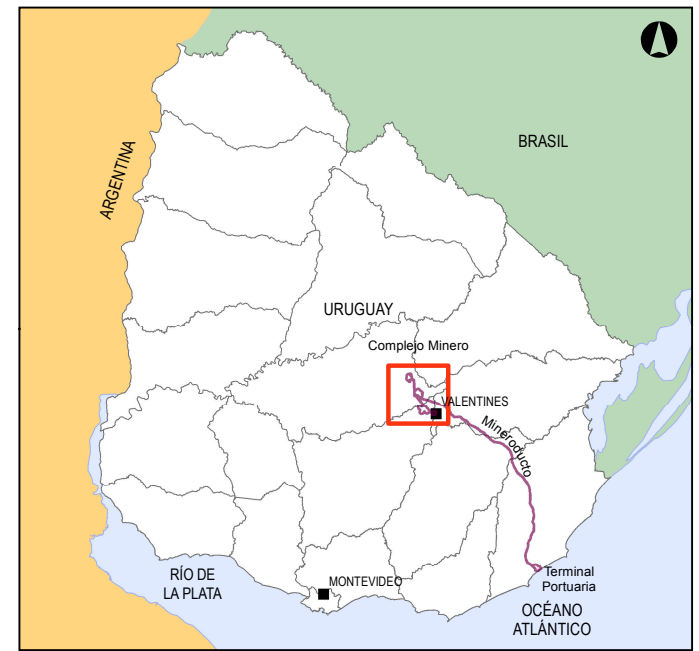 BRASIL
ARGENTINA
URUGUAY
Complejo Minero
VALENTINES
Mineroducto
Terminal
Portuaria
RÍO DE
LA PLATA
MONTEVIDEO
OCÉANO
ATLÁNTICO